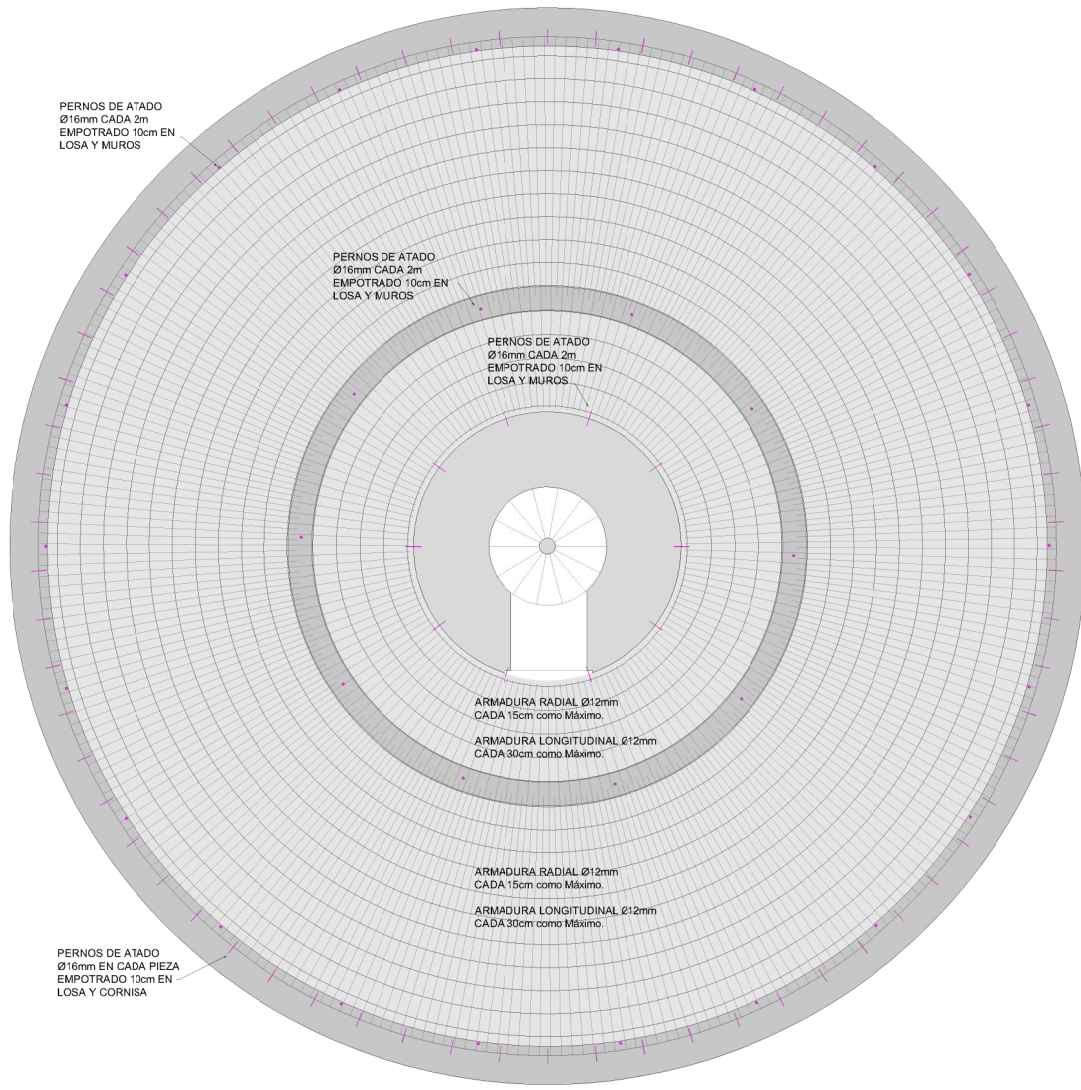 PERNOS DE ATADO
Ø16mm CADA 2m
EMPOTRADO 10cm EN
LOSA Y MUROS
PERNOS DE ATADO
Ø16mm CADA 2m
EMPOTRADO 10cm EN
LOSA Y MUROS
PERNOS DE ATADO
Ø16mm CADA 2m
EMPOTRADO 10cm EN
LOSA Y MUROS
ARMADURA RADIAL Ø12mm
CADA 15cm como Máximo.
ARMADURA LONGITUDINAL Ø12mm
CADA 30cm como Máximo.
ARMADURA RADIAL Ø12mm
CADA 15cm como Máximo.
ARMADURA LONGITUDINAL Ø12mm
CADA 30cm como Máximo.
PERNOS DE ATADO
Ø16mm EN CADA PIEZA
EMPOTRADO 10cm EN
LOSA Y CORNISA